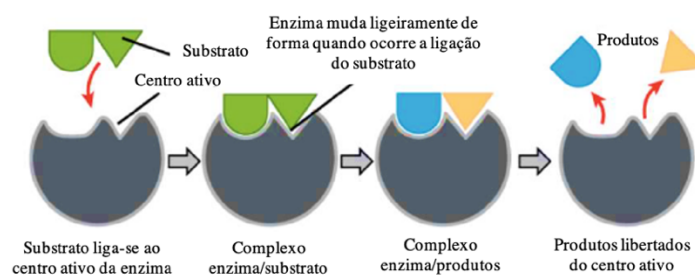 Substrato
Centro ativo
Enzima muda ligeiramente de
forma quando ocorre a ligação
do substrato
Produtos
Substrato liga-se ao
centro ativo da enzima
Complexo
enzima/substrato
Complexo
enzima/produtos
Produtos libertados
do centro ativo